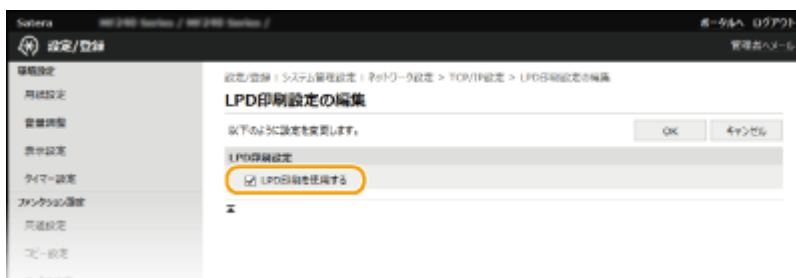 Satera
MF240 Series / MF240 Series /
ポータルへ ログアウト
設定/登録
管理者へメール
環境設定
用紙設定
音量調整
表示設定
タイマー設定
ファンクション設定
共通設定
コピー設定
設定/登録 : システム管理設定 : ネットワーク設定 > TCP/IP設定 > LPD印刷設定の編集
LPD印刷設定の編集
以下のように設定を変更します。
OK
キャンセル
LPD印刷設定
LPD印刷を使用する